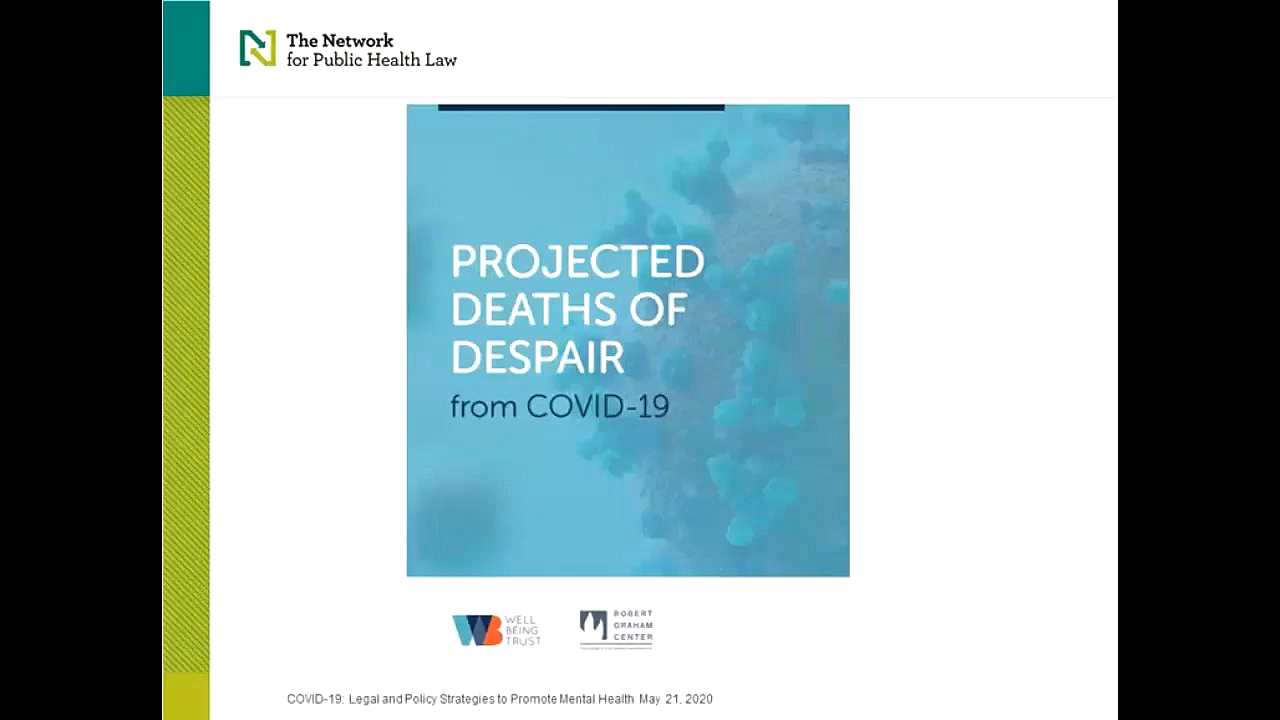 The Network
for Public Health Law
PROJECTED
DEATHS OF
DESPAIR
from COVID-19
WELL
BEING
TRUST
ROBERT
GRAHAM
CENTER
COVID-19: Legal and Policy Strategies to Promote Mental Health May 21, 2020